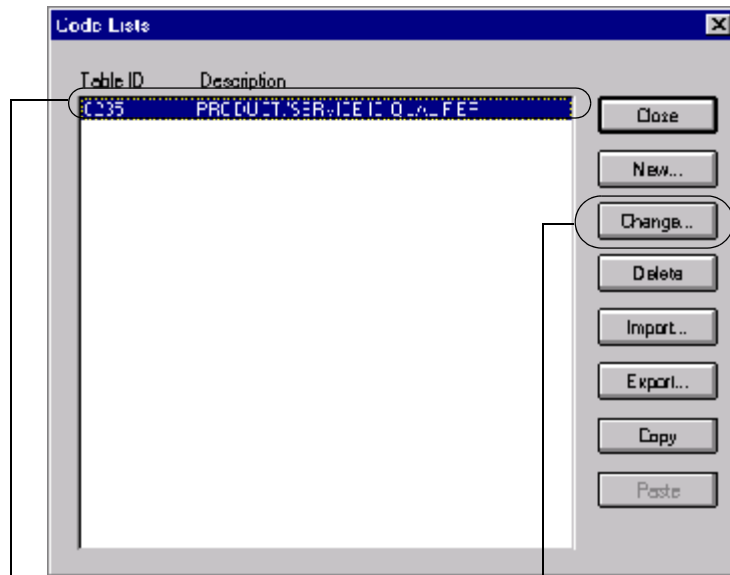 Code Lists
Table ID Description
0235 PRODUCT/SERVICE ID QUALIFIER
Close
New...
Change...
Delete
Import...
Export...
Copy
Paste